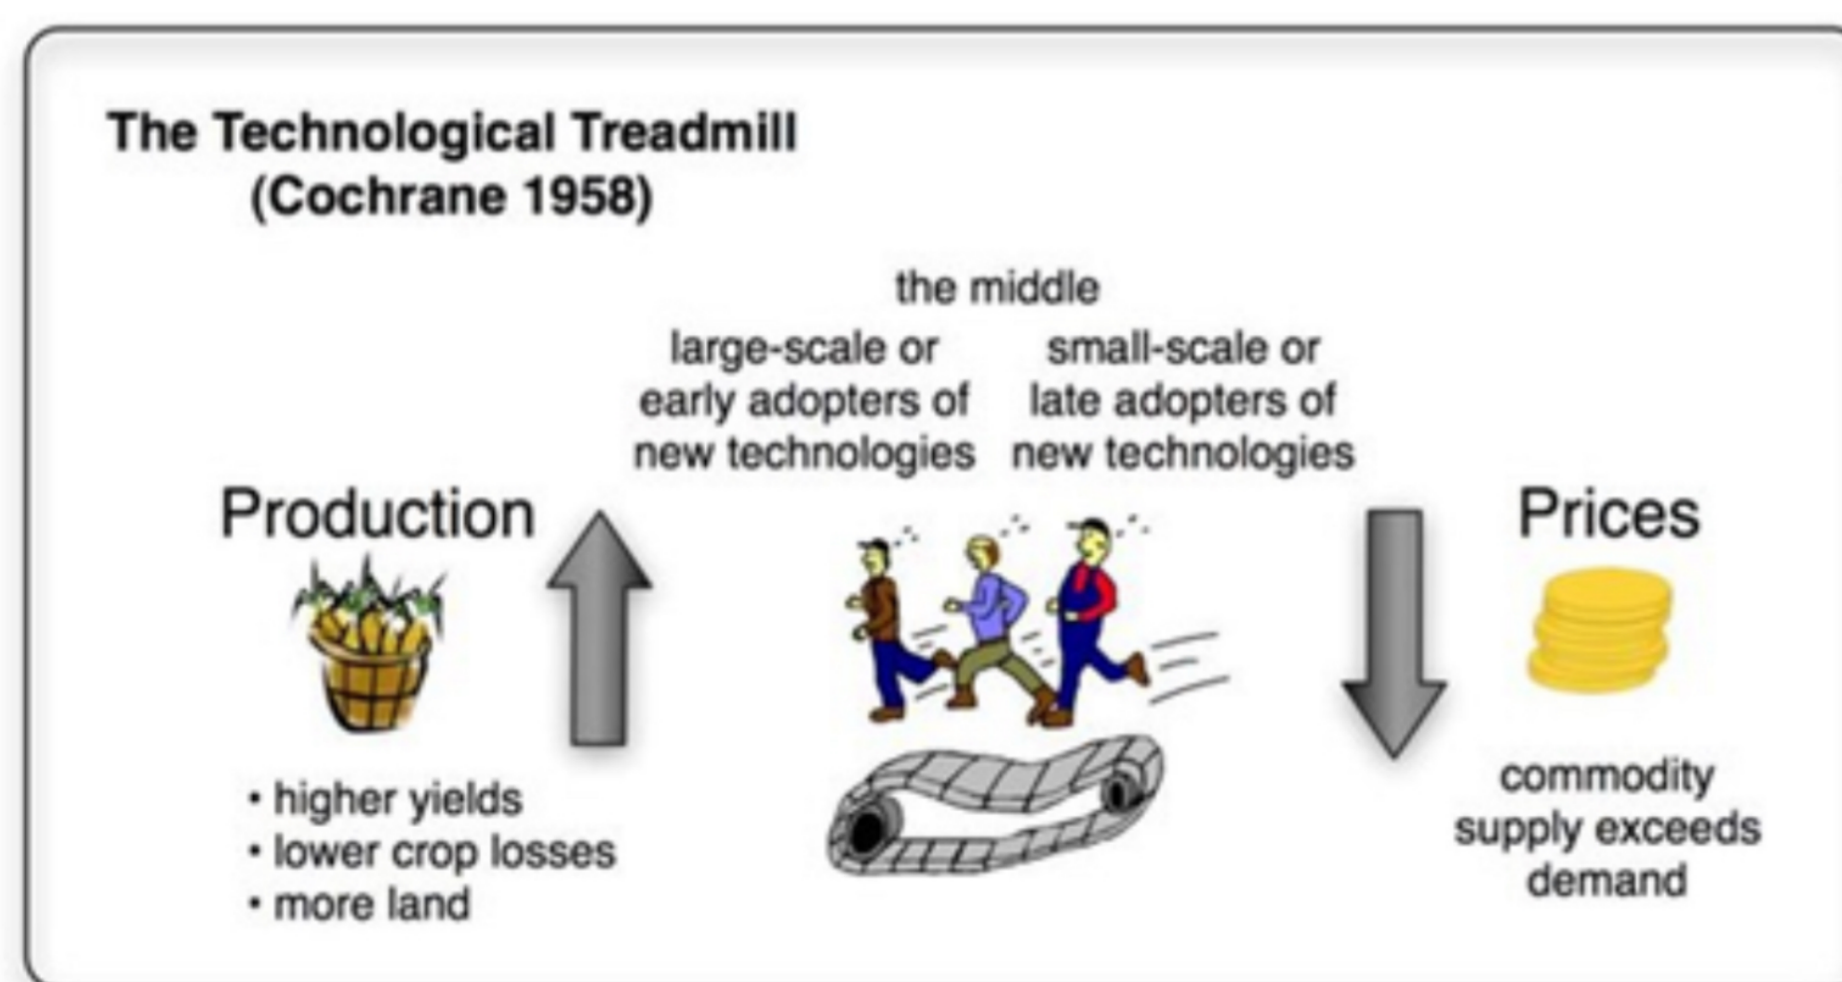 The Technological Treadmill
(Cochrane 1958)
the middle
large-scale or
early adopters of
new technologies
small-scale or
late adopters of
new technologies
Production
• higher yields
• lower crop losses
• more land
Prices
commodity
supply exceeds
demand